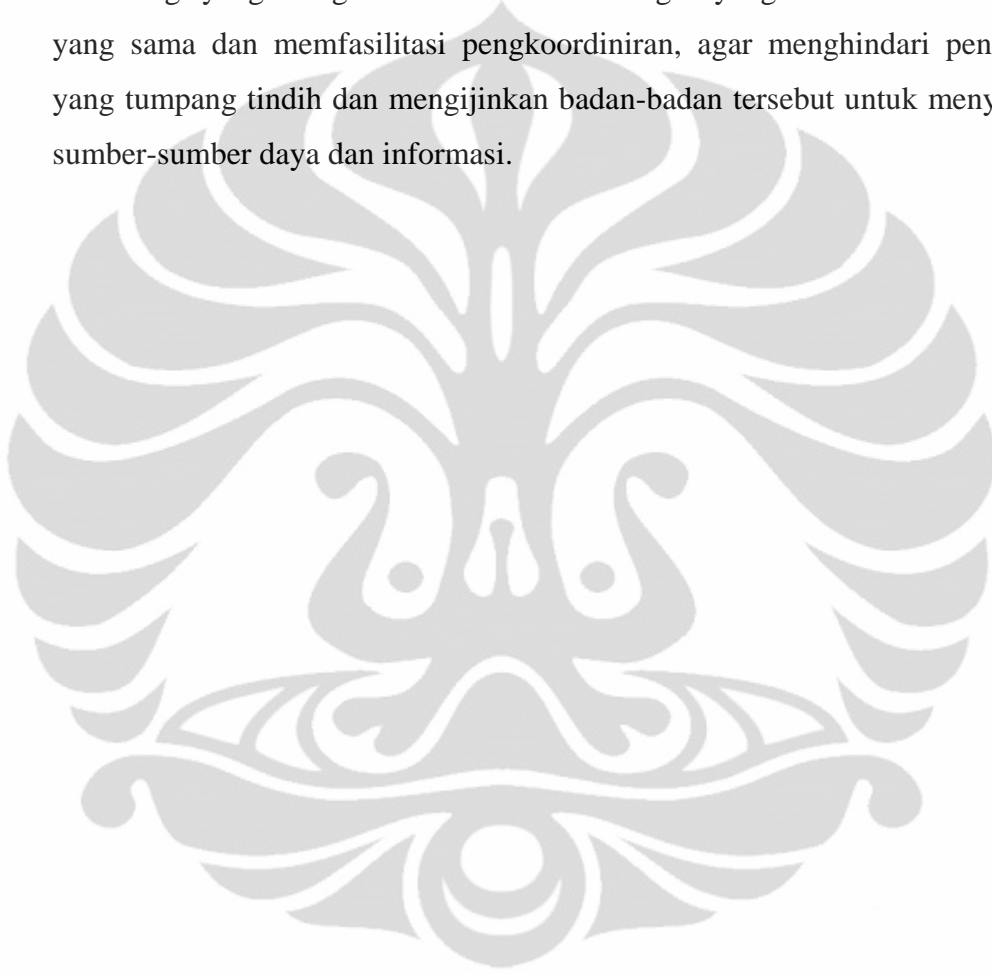 yang sama dan memfasilitasi pengkoordiniran, agar menghindari
yang tumpang tindih dan mengijinkan badan-badan tersebut untuk
sumber-sumber daya dan informasi.